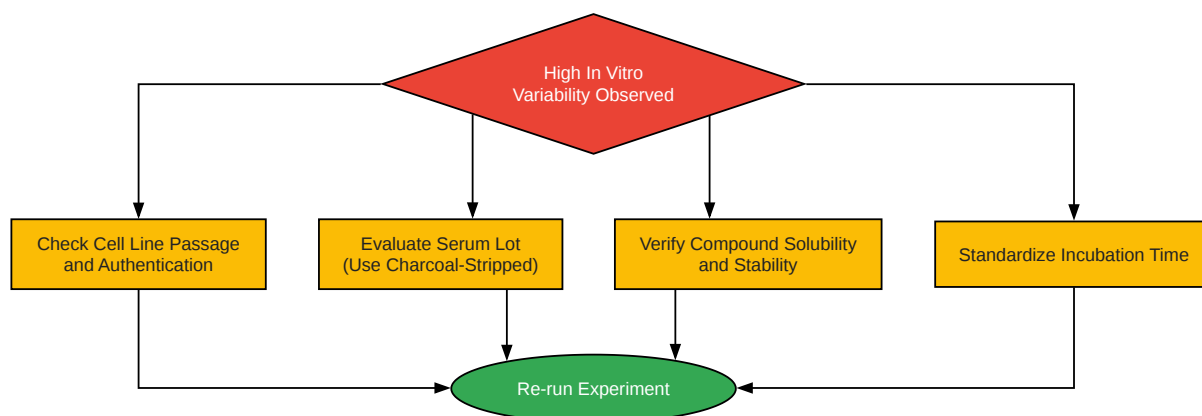 High In Vitro
Variability Observed
Check Cell Line Passage
and Authentication
Evaluate Serum Lot
(Use Charcoal-Stripped)
Verify Compound Solubility
and Stability
Standardize Incubation Time
Re-run Experiment